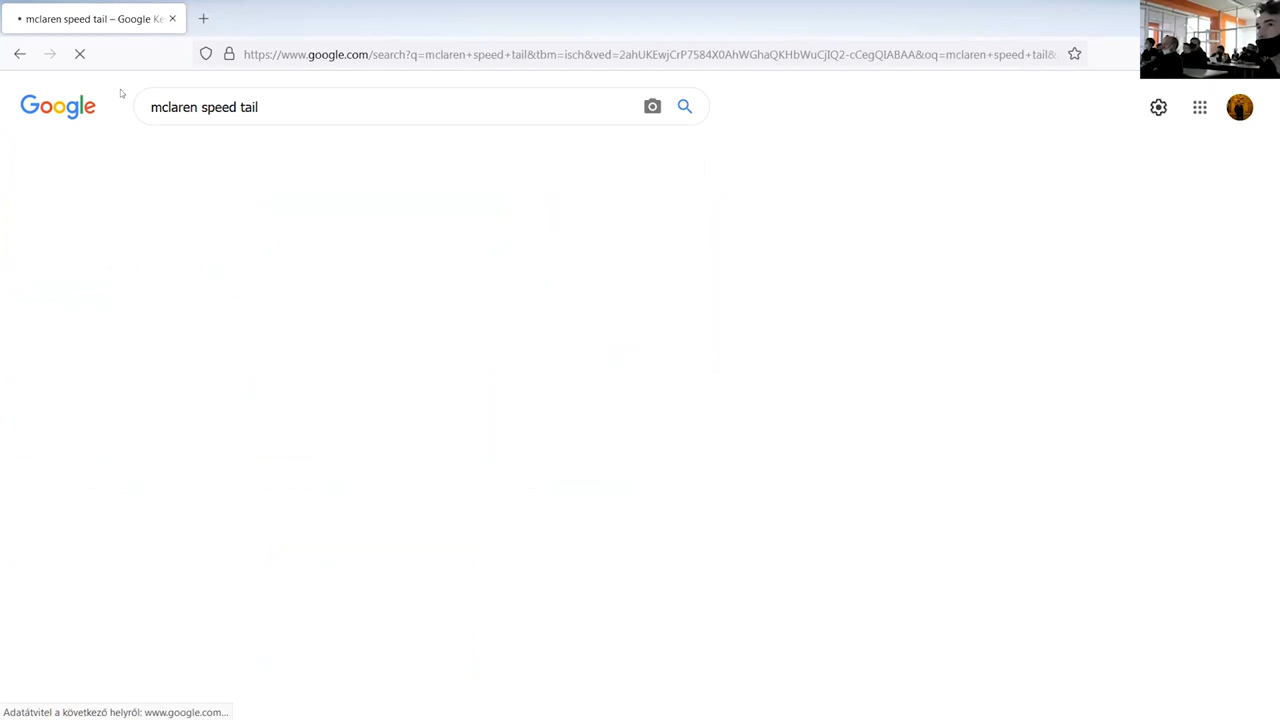 mclaren speed tail – Google Ke
https://www.google.com/search?q=mclaren+speed+tail&tbm=isch&ved=2ahUKEwjCrP7584X0AhWGhaQKHbWuCjIQ2-cCegQIABAA&oq=mclaren+speed+tail&
Google
mclaren speed tail
Adatátvitel a következő helyről: www.google.com...